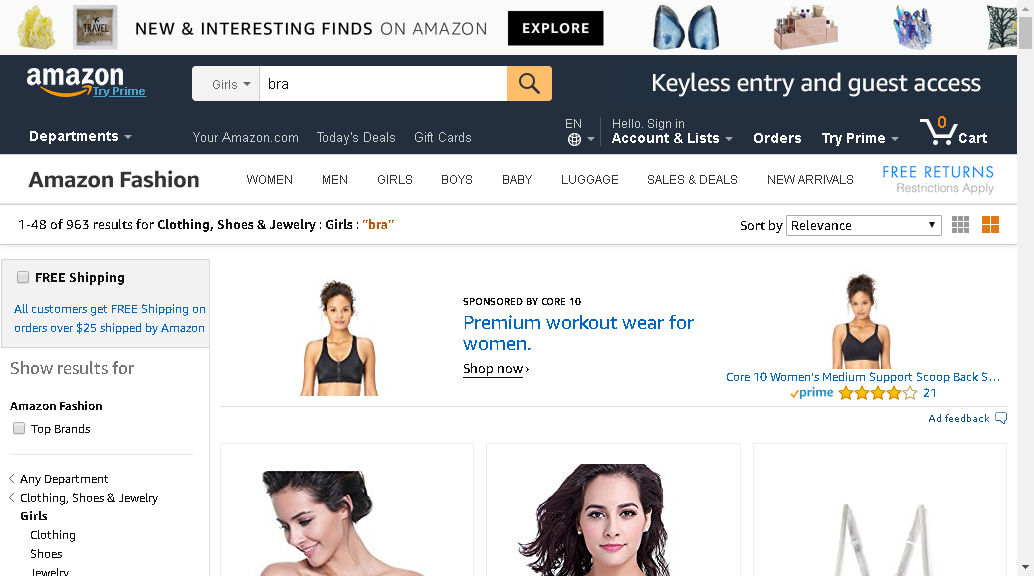 TRAVEL
NEW & INTERESTING FINDS ON AMAZON
EXPLORE
amazon
Try Prime
Girls
bra
Keyless entry and guest access
Departments
Your Amazon.com
Today's Deals
Gift Cards
EN
Hello. Sign in
Account & Lists
Orders
Try Prime
0
Cart
Amazon Fashion
WOMEN
MEN
GIRLS
BOYS
BABY
LUGGAGE
SALES & DEALS
NEW ARRIVALS
FREE RETURNS
Restrictions Apply
1-48 of 963 results for Clothing, Shoes & Jewelry : Girls : "bra"
Sort by
Relevance
FREE Shipping
All customers get FREE Shipping on
orders over $25 shipped by Amazon
Show results for
Amazon Fashion
Top Brands
Any Department
Clothing, Shoes & Jewelry
Girls
Clothing
Shoes
Jewelry
SPONSORED BY CORE 10
Premium workout wear for
women.
Shop now ›
Core 10 Women's Medium Support Scoop Back S...
prime
21
Ad feedback